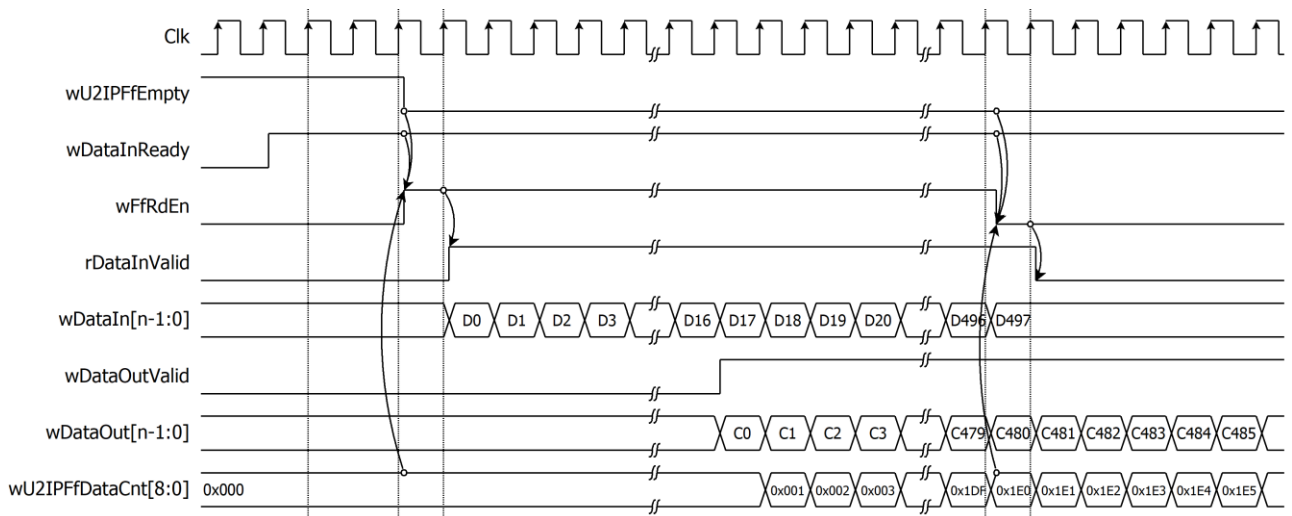 Clk
wU2IPFfEmpty
wDataInReady
wFfRdEn
rDataInValid
wDataIn[n-1:0] D0 D1 D2 D3 D16 D17 D18 D19 D20 D496 D497
wDataOutValid
wDataOut[n-1:0] C0 C1 C2 C3 C479 C480 C481 C482 C483 C484 C485
wU2IPFfDataCnt[8:0] 0x000 0x001 0x002 0x003 0x1DF 0x1E0 0x1E1 0x1E2 0x1E3 0x1E4 0x1E5